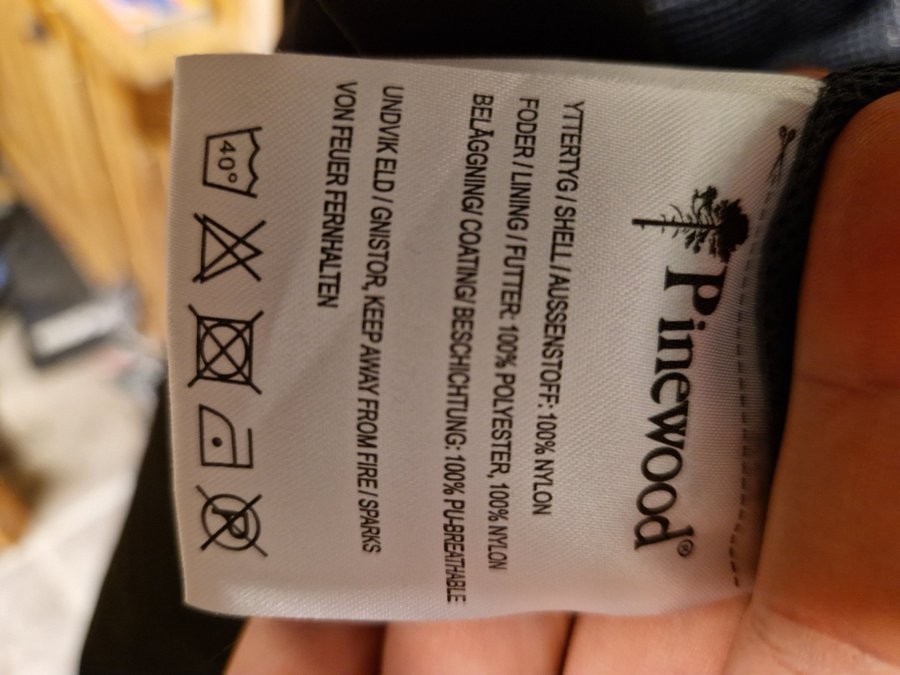 Pinewood®
YTTERTYG / SHELL / AUSSENSTOFF: 100% NYLON
FODER / LINING / FUTTER: 100% POLYESTER, 100% NYLON
BELÄGGNING/ COATING/ BESCHICHTUNG: 100% PU-BREATHABLE
UNDVIK ELD / GNISTOR, KEEP AWAY FROM FIRE / SPARKS
VON FEUER FERNHALTEN
40° P